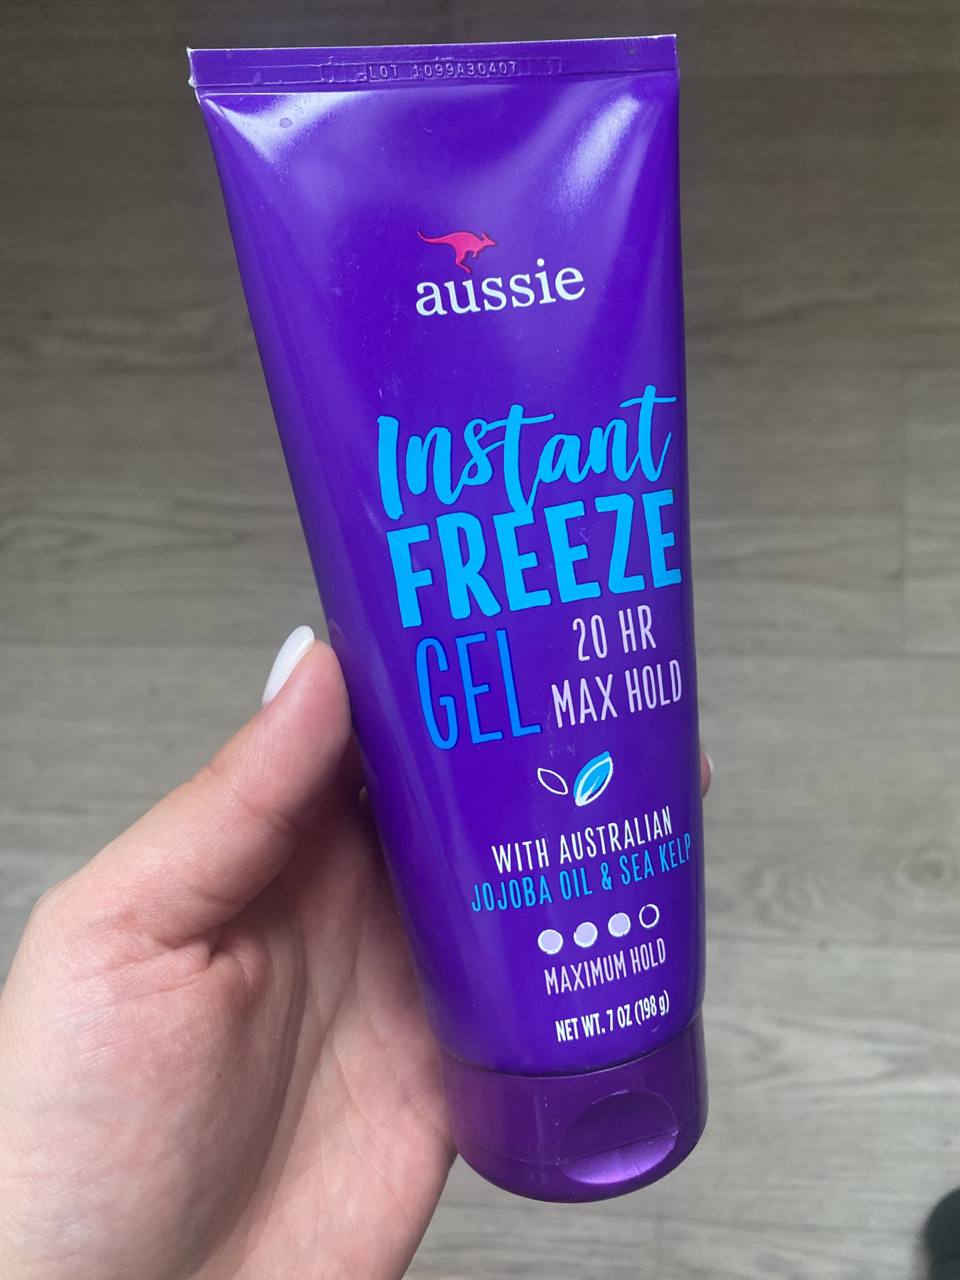 LOT 1099A30407
aussie
Instant
FREEZE
GEL
20 HR
MAX HOLD
WITH AUSTRALIAN
JOJOBA OIL & SEA KELP
MAXIMUM HOLD
NET WT. 7 OZ (198 g)